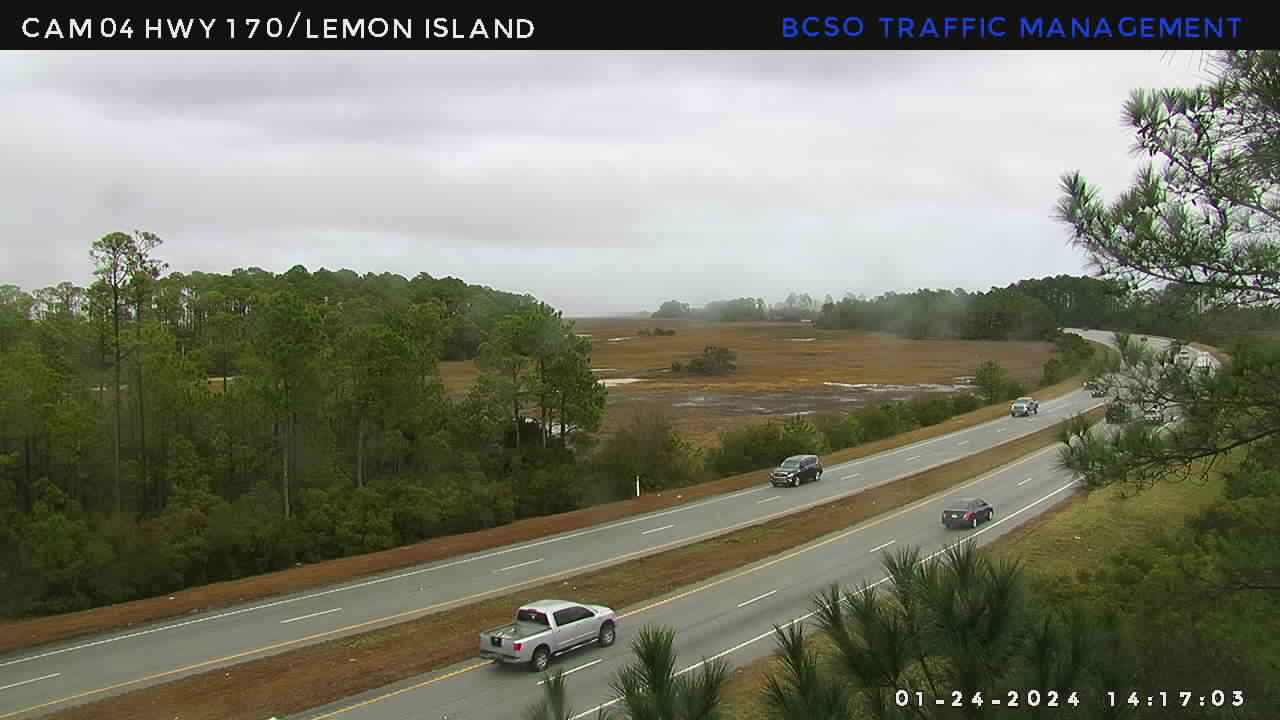 CAM04 HWY 170/LEMON ISLAND
BCSO TRAFFIC MANAGEMENT
01-24-2024 14:17:03